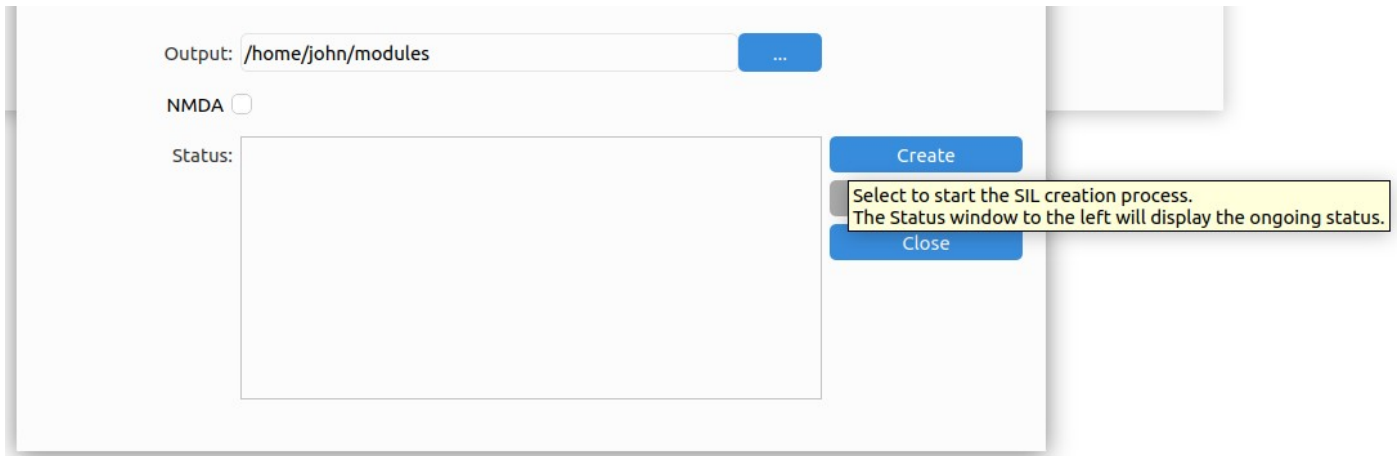 Output: /home/john/modules ...
NMDA
Status:
Create
Select to start the SIL creation process.
The Status window to the left will display the ongoing status.
Close